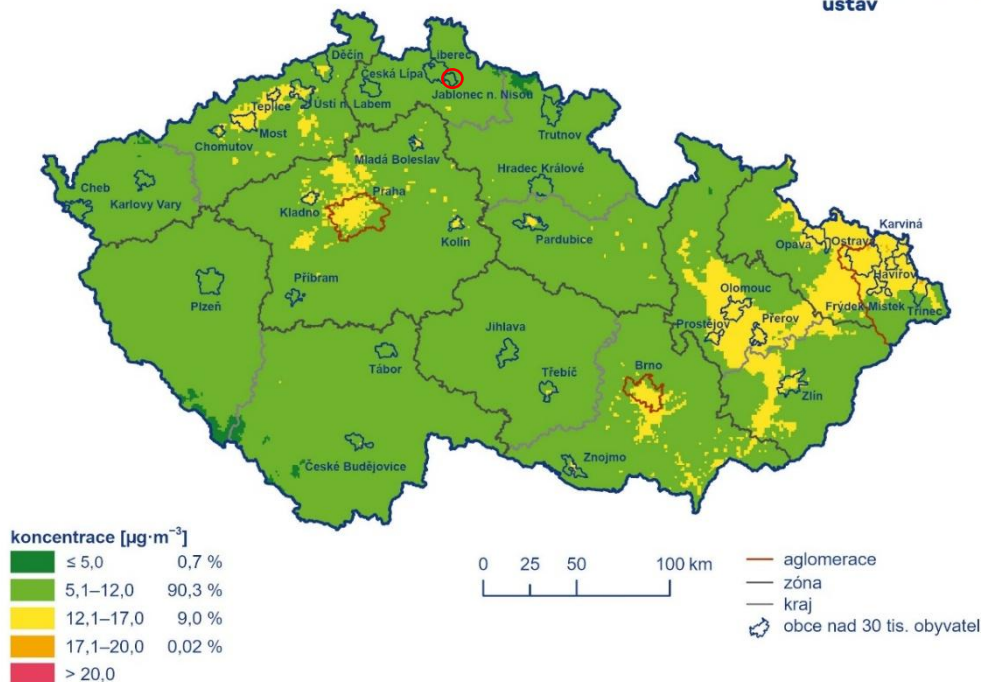 ústav
Děčín
Liberec
Česká Lípa
Jablonec n. Nisou
Teplice
Ústí n. Labem
Trutnov
Most
Chomutov
Mladá Boleslav
Hradec Králové
Cheb
Karlovy Vary
Praha
Kladno
Kolín
Pardubice
Karviná
Opava
Ostrava
Havířov
Příbram
Plzeň
Olomouc
Frýdek Místek
Třinec
Prostějov
Přerov
Jihlava
Tábor
Třebíč
Brno
Zlín
České Budějovice
Znojmo
koncentrace [µg·m⁻³]
≤ 5,0 0,7 %
5,1–12,0 90,3 %
12,1–17,0 9,0 %
17,1–20,0 0,02 %
> 20,0
0 25 50 100 km
aglomerace
zóna
kraj
obce nad 30 tis. obyvatel